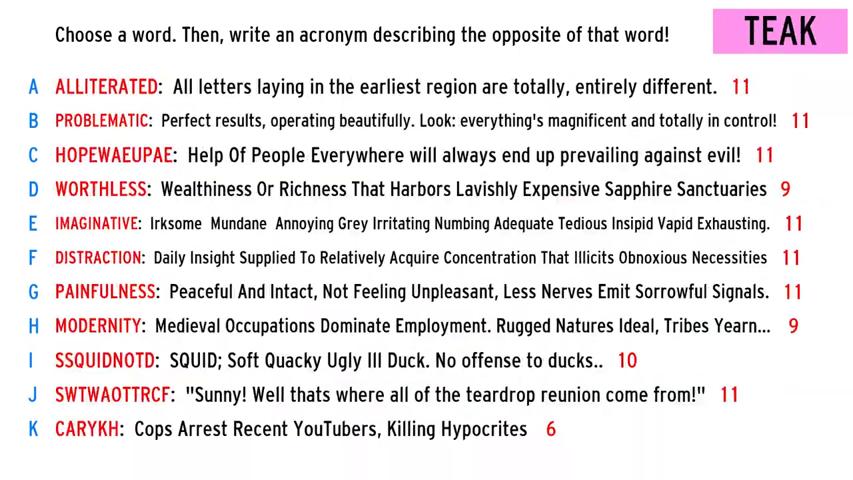 Choose a word. Then, write an acronym describing the opposite of that word!
TEAK
A ALLITERATED: All letters laying in the earliest region are totally, entirely different. 11
B PROBLEMATIC: Perfect results, operating beautifully. Look: everything's magnificent and totally in control! 11
C HOPEWAEUPAE: Help Of People Everywhere will always end up prevailing against evil! 11
D WORTHLESS: Wealthiness Or Richness That Harbors Lavishly Expensive Sapphire Sanctuaries 9
E IMAGINATIVE: Irksome Mundane Annoying Grey Irritating Numbing Adequate Tedious Insipid Vapid Exhausting. 11
F DISTRACTION: Daily Insight Supplied To Relatively Acquire Concentration That Illicits Obnoxious Necessities 11
G PAINFULNESS: Peaceful And Intact, Not Feeling Unpleasant, Less Nerves Emit Sorrowful Signals. 11
H MODERNITY: Medieval Occupations Dominate Employment. Rugged Natures Ideal, Tribes Yearn... 9
I SSQUIDNOTD: SQUID; Soft Quacky Ugly Ill Duck. No offense to ducks.. 10
J SWTWAOTTRCF: "Sunny! Well thats where all of the teardrop reunion come from!" 11
K CARYKH: Cops Arrest Recent YouTubers, Killing Hypocrites 6